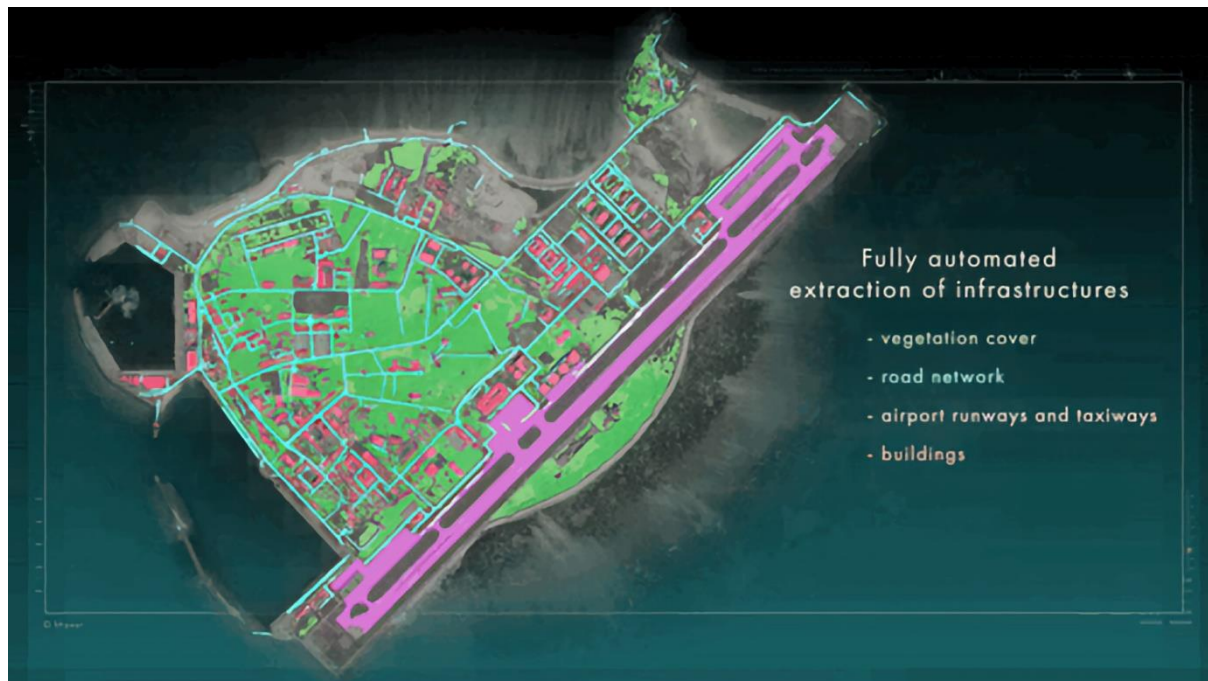 Fully automated
extraction of infrastructures
- vegetation cover
- road network
- airport runways and taxiways
- buildings